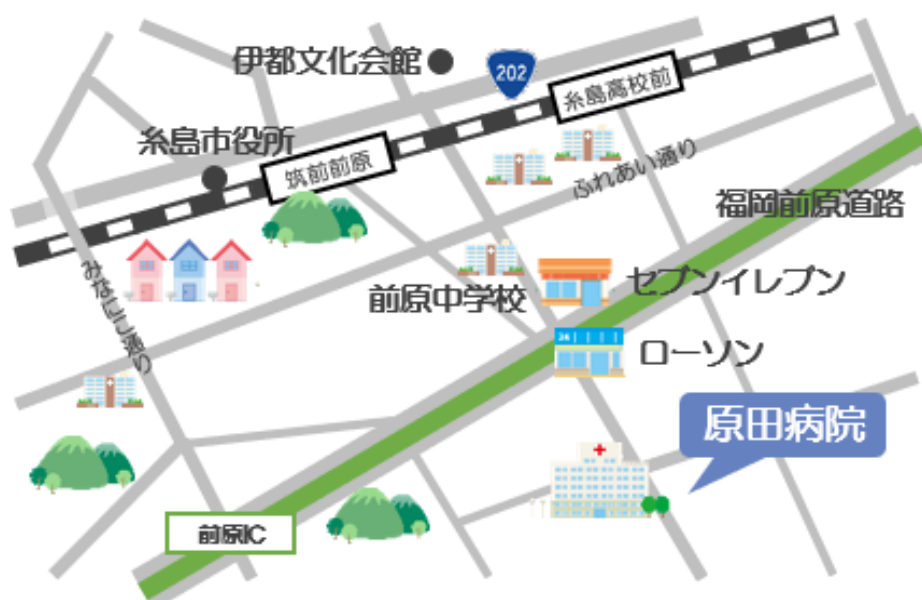 伊都文化会館
202
糸島高校前
糸島市役所
筑前前原
ふれあい通り
福岡前原道路
みなこい通り
前原中学校
セブンイレブン
24
ローソン
原田病院
前原IC